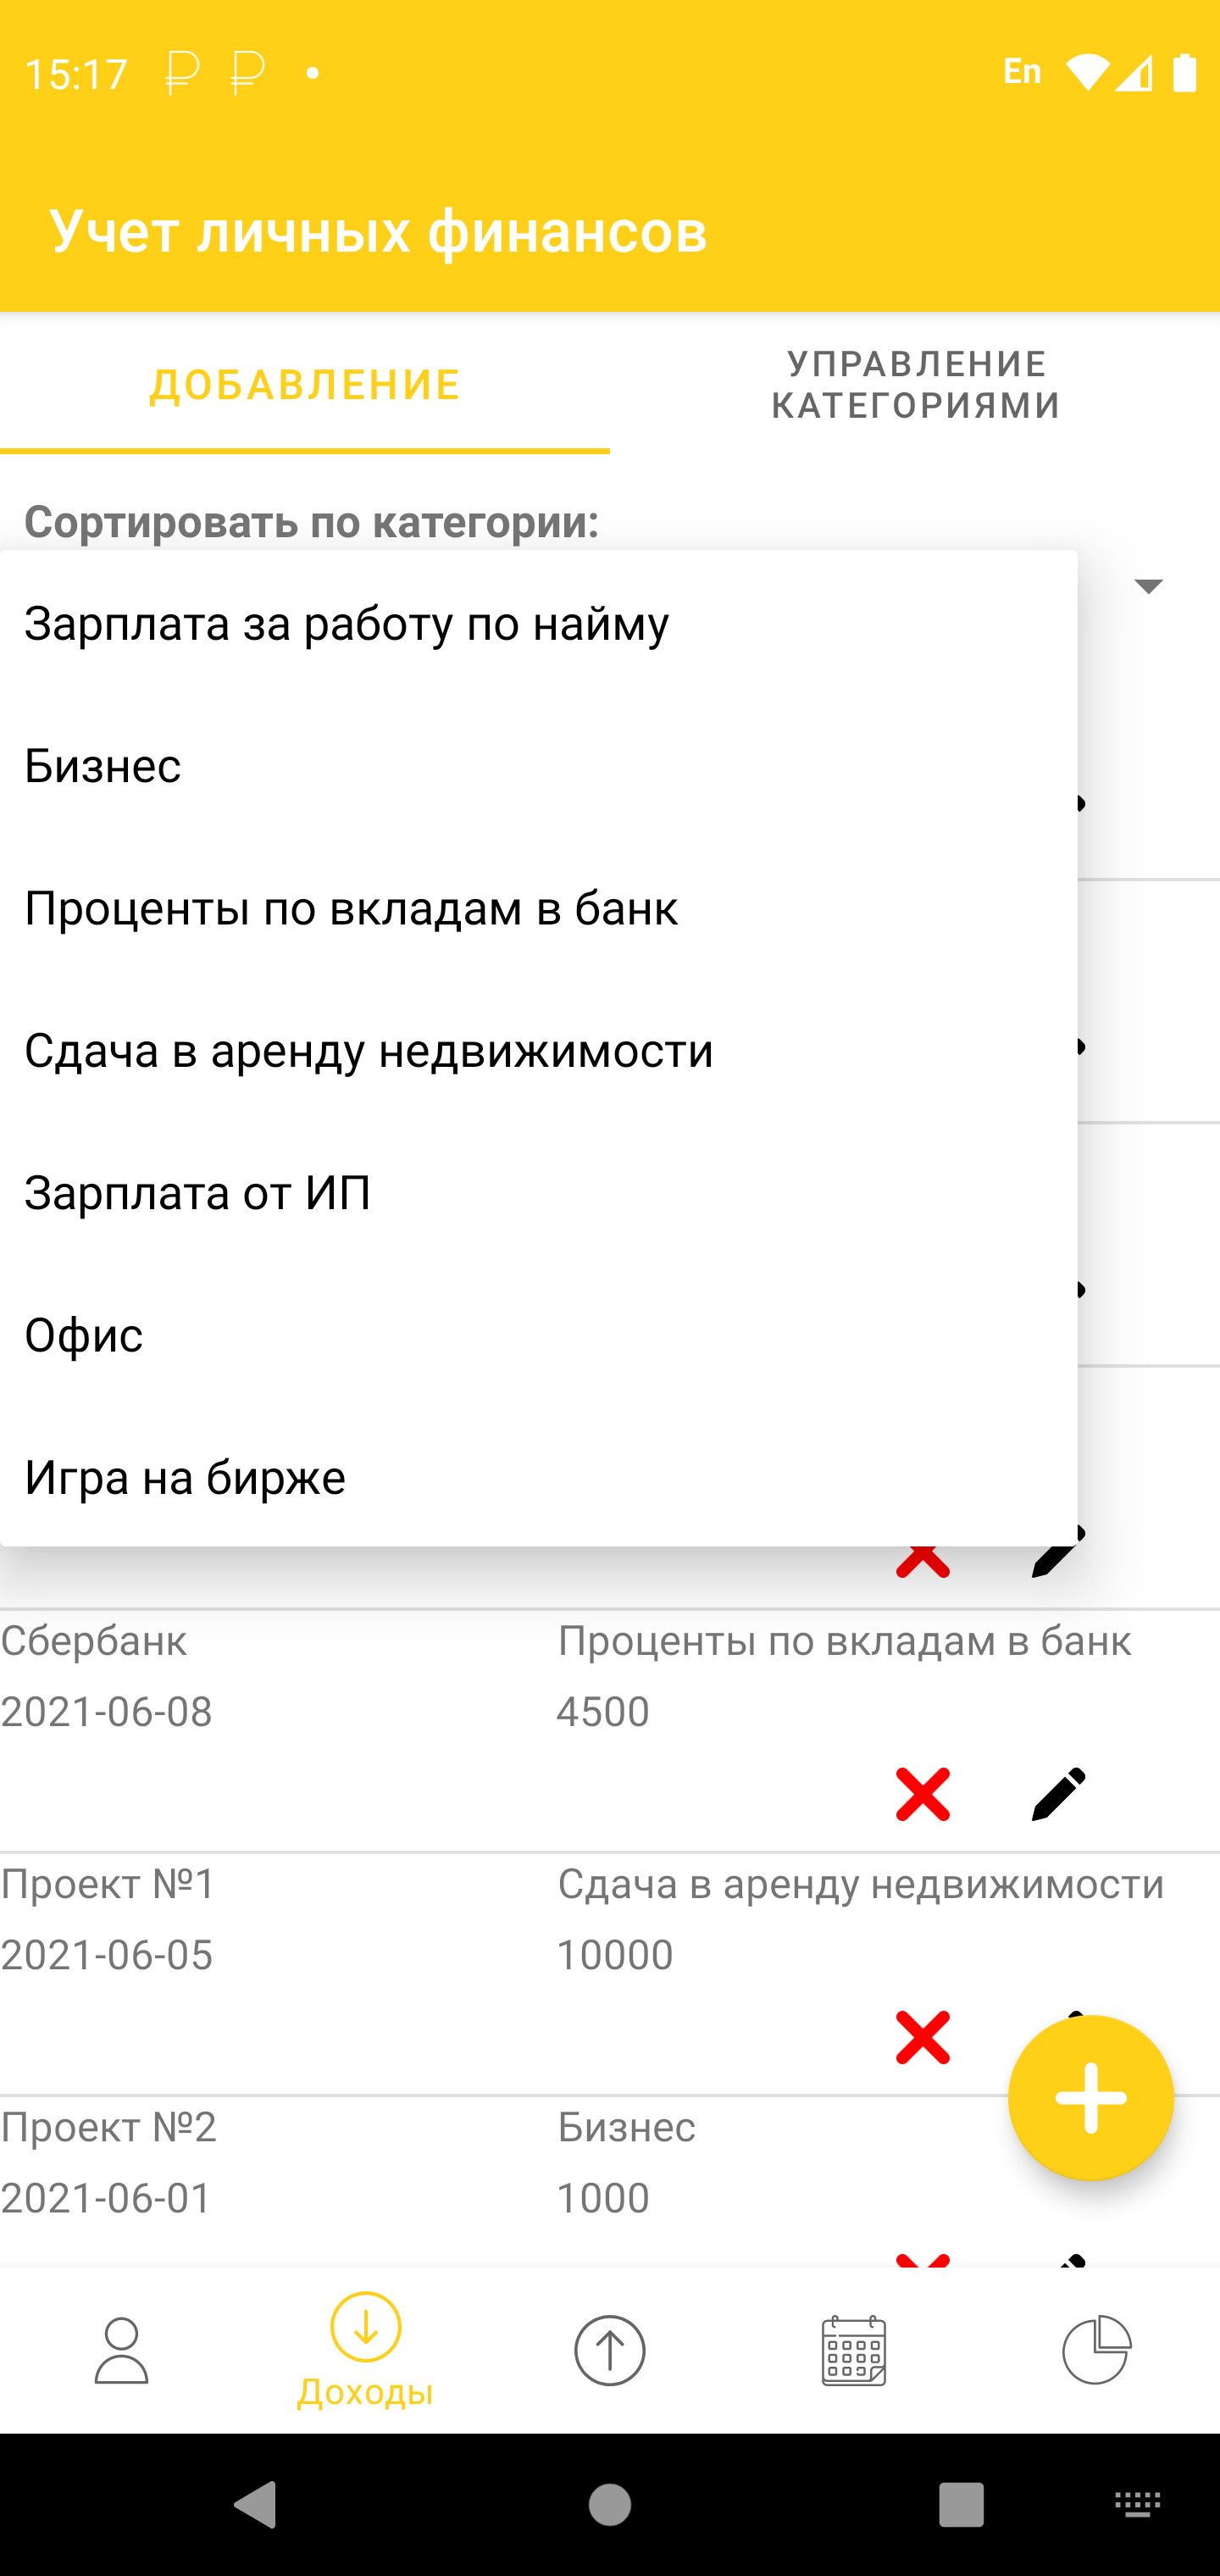 15:17
En
Учет личных финансов
ДОБАВЛЕНИЕ
УПРАВЛЕНИЕ
КАТЕГОРИЯМИ
Сортировать по категории:
Зарплата за работу по найму
Бизнес
Проценты по вкладам в банк
Сдача в аренду недвижимости
Зарплата от ИП
Офис
Игра на бирже
Сбербанк
Проценты по вкладам в банк
2021-06-08
4500
Проект №1
Сдача в аренду недвижимости
2021-06-05
10000
Проект №2
Бизнес
2021-06-01
1000
Доходы